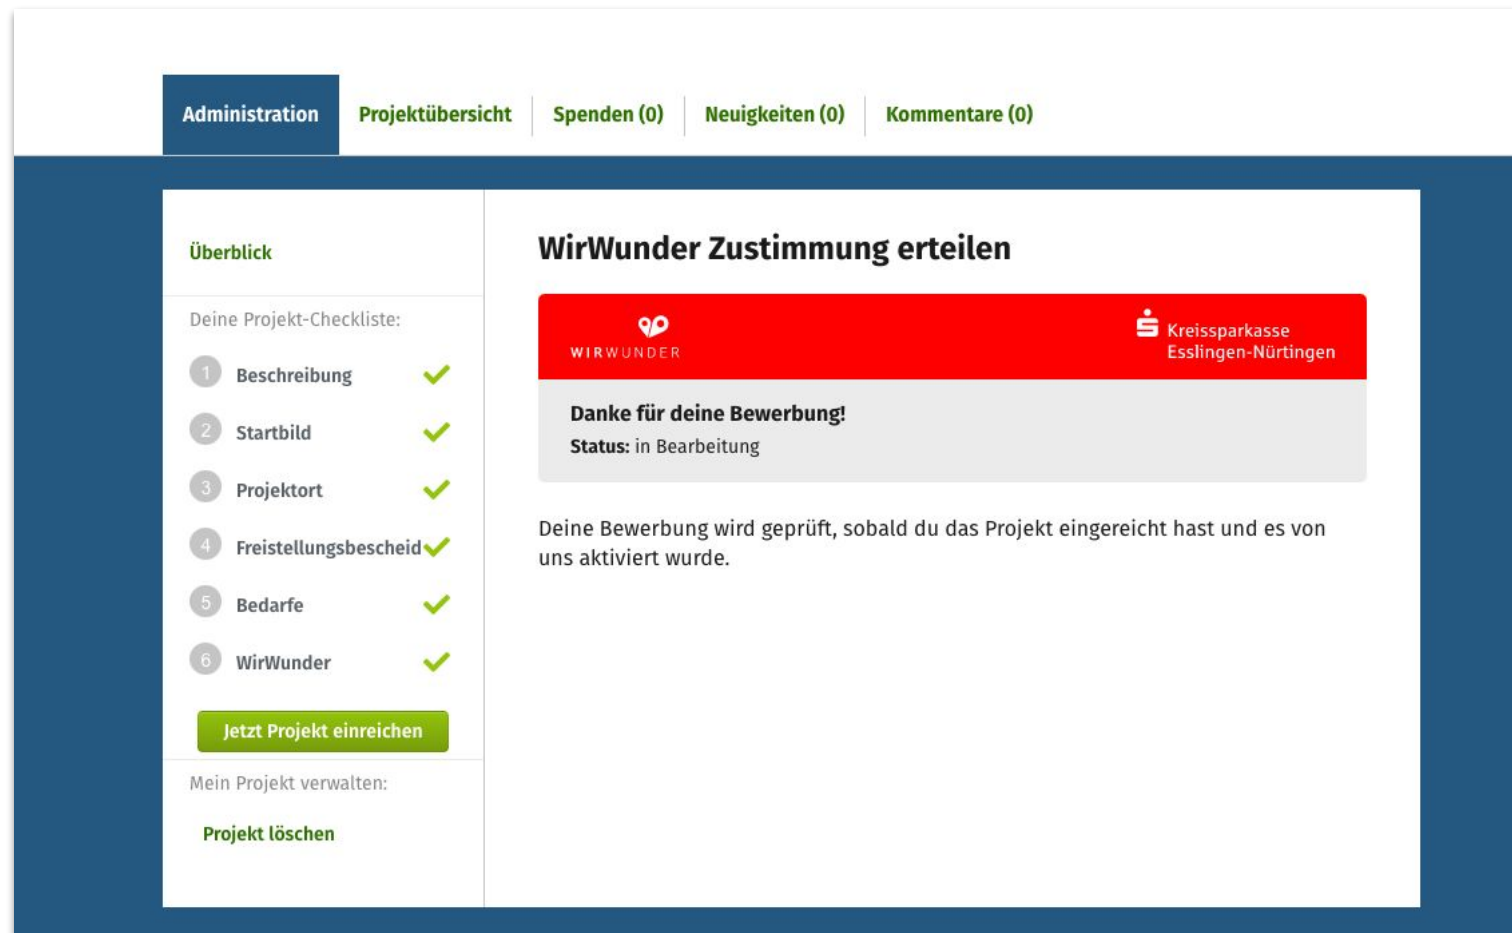 Administration
Projektübersicht
Spenden (0)
Neuigkeiten (0)
Kommentare (0)
Überblick
Deine Projekt-Checkliste:
1 Beschreibung
2 Startbild
3 Projektort
4 Freistellungsbescheid
5 Bedarfe
6 WirWunder
Jetzt Projekt einreichen
Mein Projekt verwalten:
Projekt löschen
WirWunder Zustimmung erteilen
WIRWUNDER
Kreissparkasse
Esslingen-Nürtingen
Danke für deine Bewerbung!
Status: in Bearbeitung
Deine Bewerbung wird geprüft, sobald du das Projekt eingereicht hast und es von
uns aktiviert wurde.